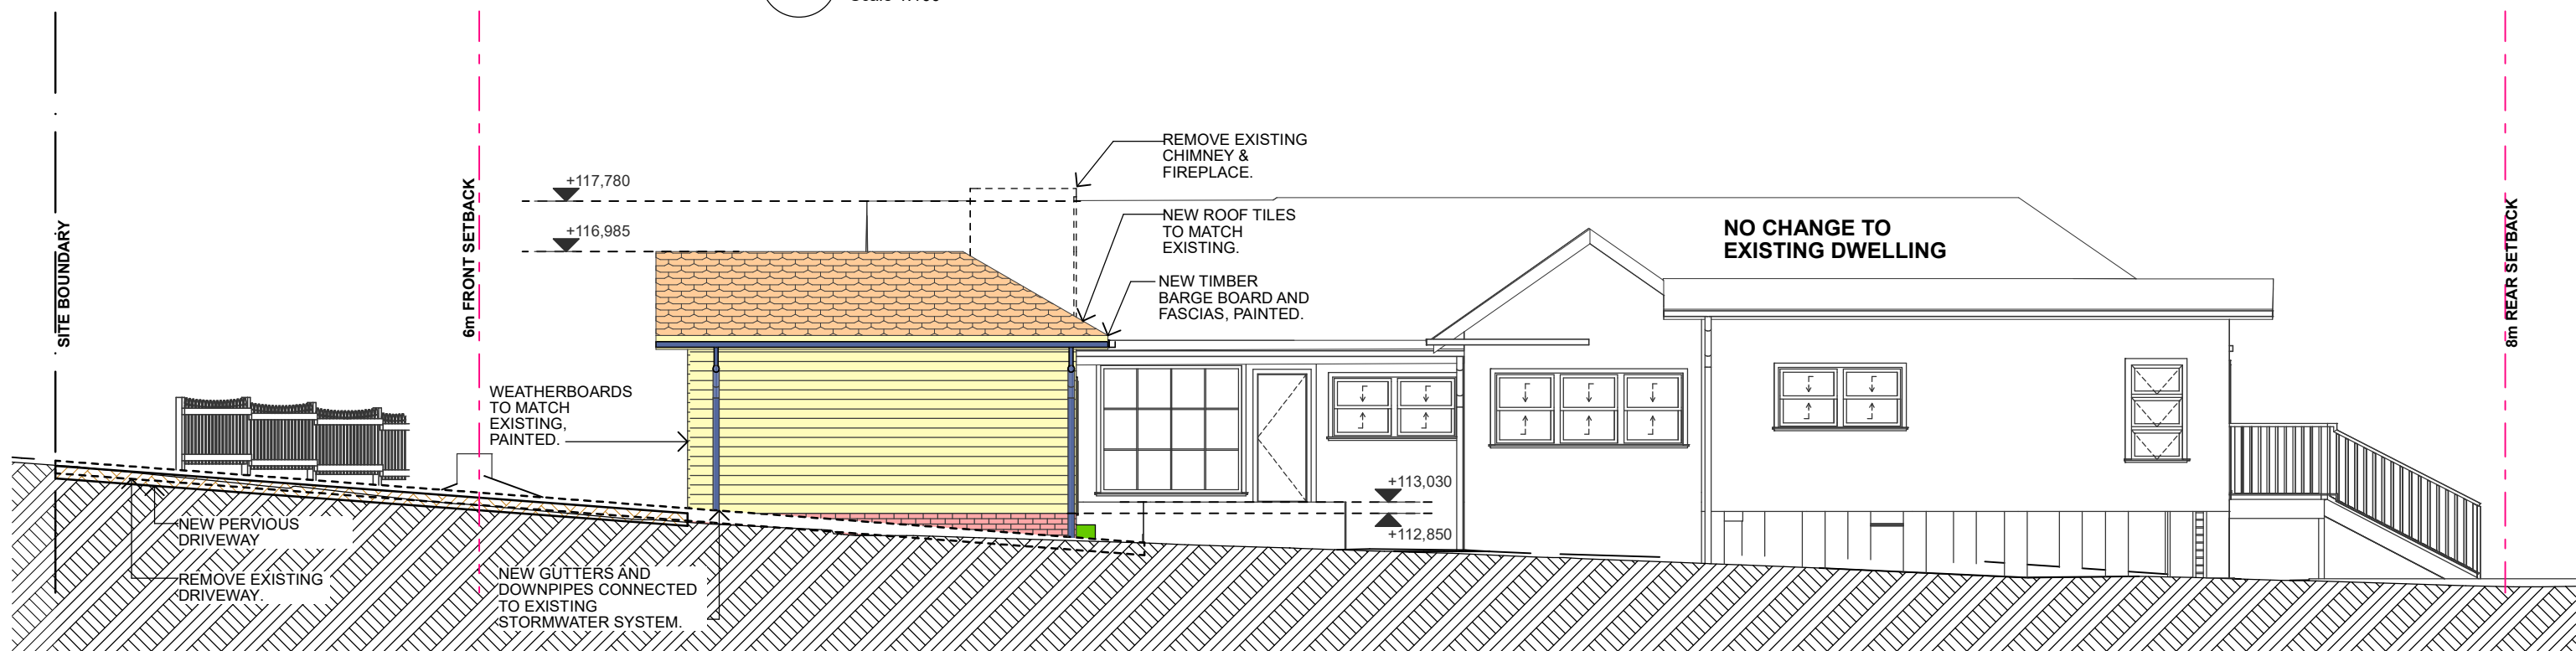 SITE BOUNDARY
6m FRONT SETBACK
+117,780
+116,985
REMOVE EXISTING
CHIMNEY &
FIREPLACE.
NEW ROOF TILES
TO MATCH
EXISTING.
NEW TIMBER
BARGE BOARD AND
FASCIAS, PAINTED.
NO CHANGE TO
EXISTING DWELLING
8m REAR SETBACK
WEATHERBOARDS
TO MATCH
EXISTING,
PAINTED.
+113,030
+112,850
NEW PERVIOUS
DRIVEWAY
REMOVE EXISTING
DRIVEWAY.
NEW GUTTERS AND
DOWNPIPES CONNECTED
TO EXISTING
STORMWATER SYSTEM.